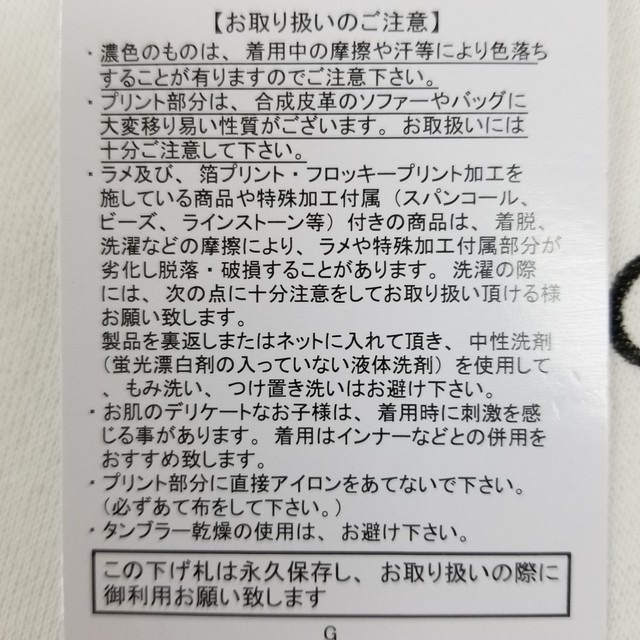 【お取り扱いのご注意】
・濃色のものは、着用中の摩擦や汗等により色落ち
することが有りますのでご注意下さい。
・プリント部分は、合成皮革のソファーやバッグに
大変移り易い性質がございます。お取扱いには
十分ご注意して下さい。
・ラメ及び、箔プリント・フロッキープリント加工を
施している商品や特殊加工付属（スパンコール、
ビーズ、ラインストーン等）付きの商品は、着脱、
洗濯などの摩擦により、ラメや特殊加工付属部分が
劣化し脱落・破損することがあります。洗濯の際
には、次の点に十分注意をしてお取り扱い頂ける様
お願い致します。
製品を裏返しまたはネットに入れて頂き、中性洗剤
（蛍光漂白剤の入っていない液体洗剤）を使用して
、もみ洗い、つけ置き洗いはお避け下さい。
・お肌のデリケートなお子様は、着用時に刺激を感
じる事があります。着用はインナーなどとの併用を
おすすめ致します。
・プリント部分に直接アイロンをあてないで下さい。
（必ずあて布をして下さい。）
・タンブラー乾燥の使用は、お避け下さい。
この下げ札は永久保存し、お取り扱いの際に
御利用お願い致します
G